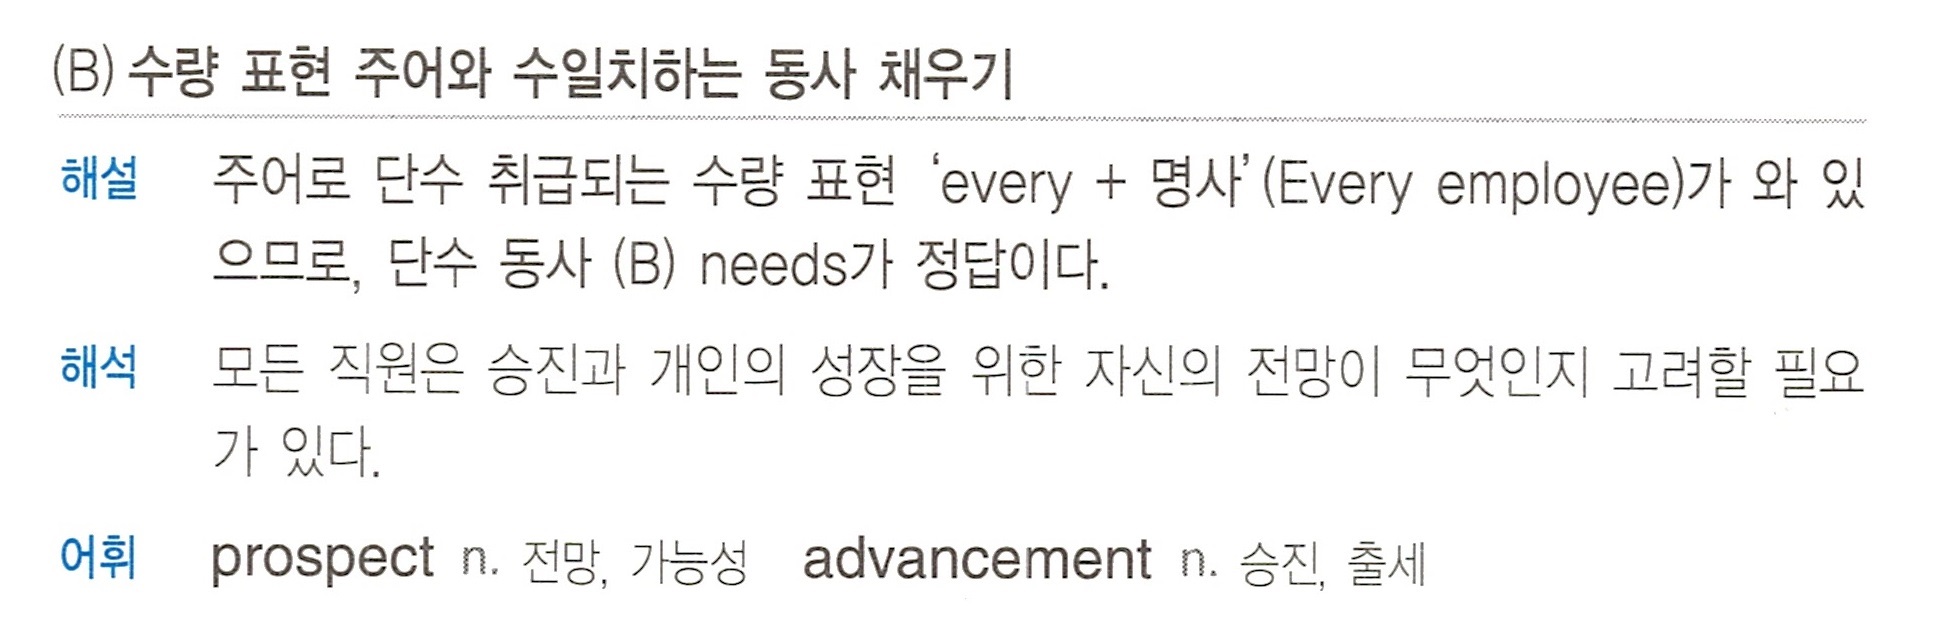 (B) 수량 표현 주어와 수일치하는 동사 채우기
해설 주어로 단수 취급되는 수량 표현 ‘every + 명사’(Every employee)가 와 있
으므로, 단수 동사 (B) needs가 정답이다.
해석 모든 직원은 승진과 개인의 성장을 위한 자신의 전망이 무엇인지 고려할 필요
가 있다.
어휘 prospect n. 전망, 가능성 advancement n. 승진, 출세